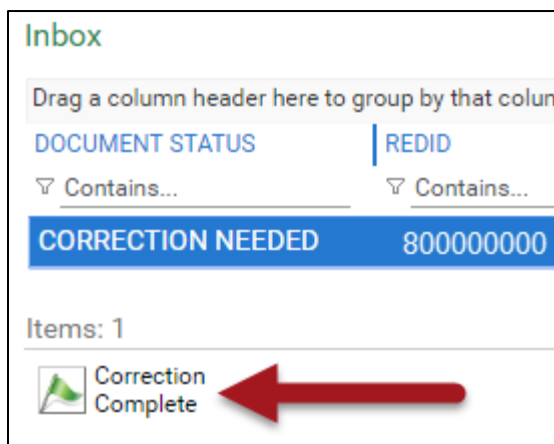 Inbox
Drag a column header here to group by that colum
DOCUMENT STATUS REDID
Contains... Contains...
CORRECTION NEEDED 800000000
Items: 1
Correction
Complete